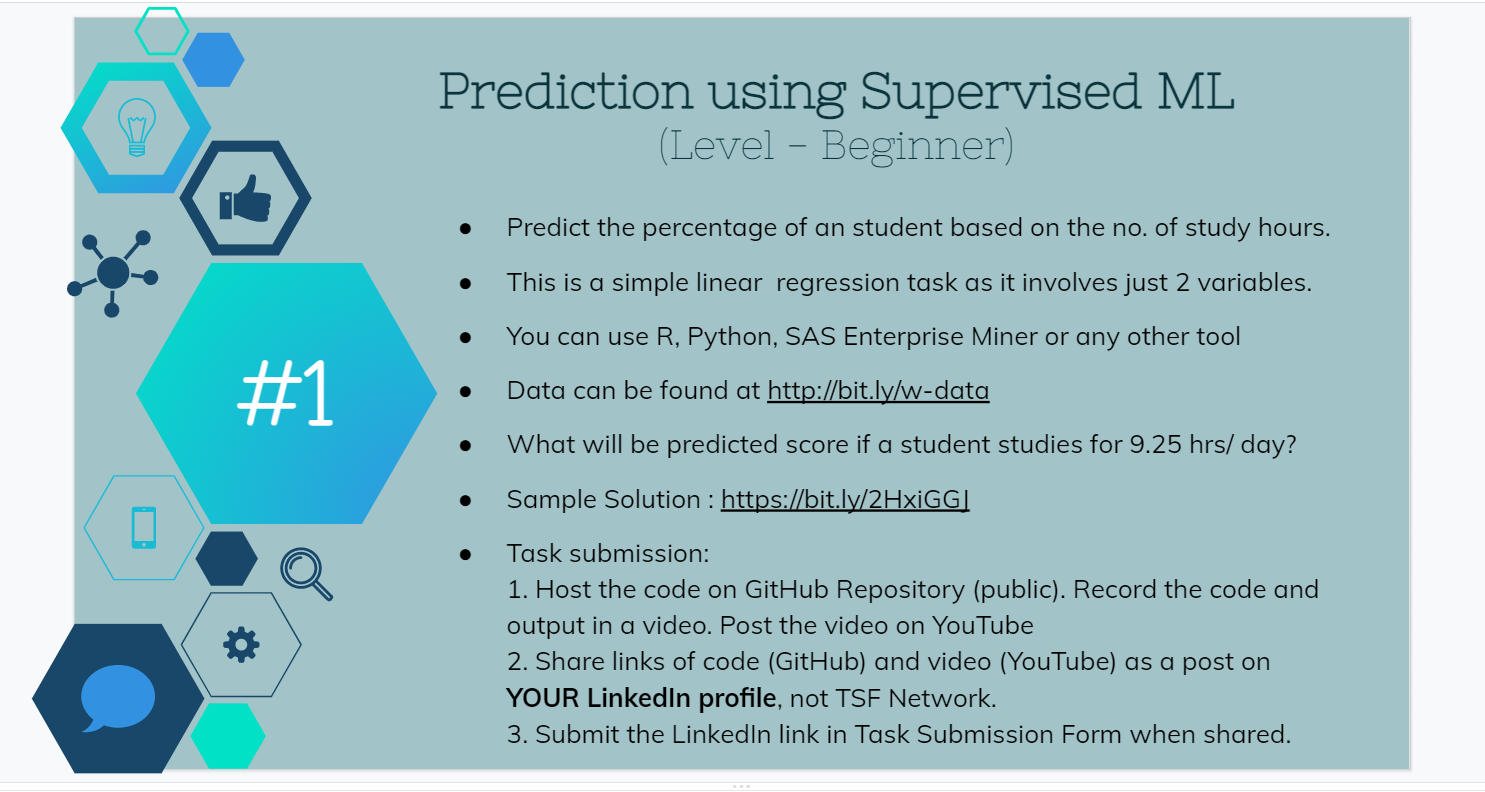 Prediction using Supervised ML
(Level - Beginner)
#1
● Predict the percentage of an student based on the no. of study hours.
● This is a simple linear  regression task as it involves just 2 variables.
● You can use R, Python, SAS Enterprise Miner or any other tool
● Data can be found at http://bit.ly/w-data
● What will be predicted score if a student studies for 9.25 hrs/ day?
● Sample Solution : https://bit.ly/2HxiGGJ
● Task submission:
1. Host the code on GitHub Repository (public). Record the code and
output in a video. Post the video on YouTube
2. Share links of code (GitHub) and video (YouTube) as a post on
YOUR LinkedIn profile, not TSF Network.
3. Submit the LinkedIn link in Task Submission Form when shared.